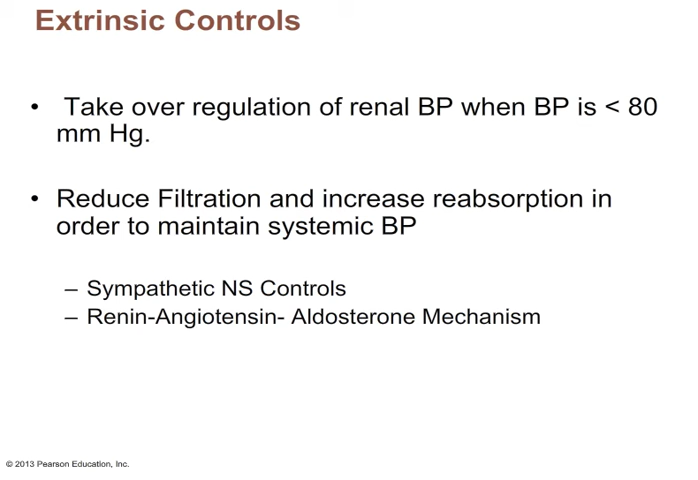 Extrinsic Controls
• Take over regulation of renal BP when BP is < 80
mm Hg.
• Reduce Filtration and increase reabsorption in
order to maintain systemic BP
– Sympathetic NS Controls
– Renin-Angiotensin- Aldosterone Mechanism
© 2013 Pearson Education, Inc.